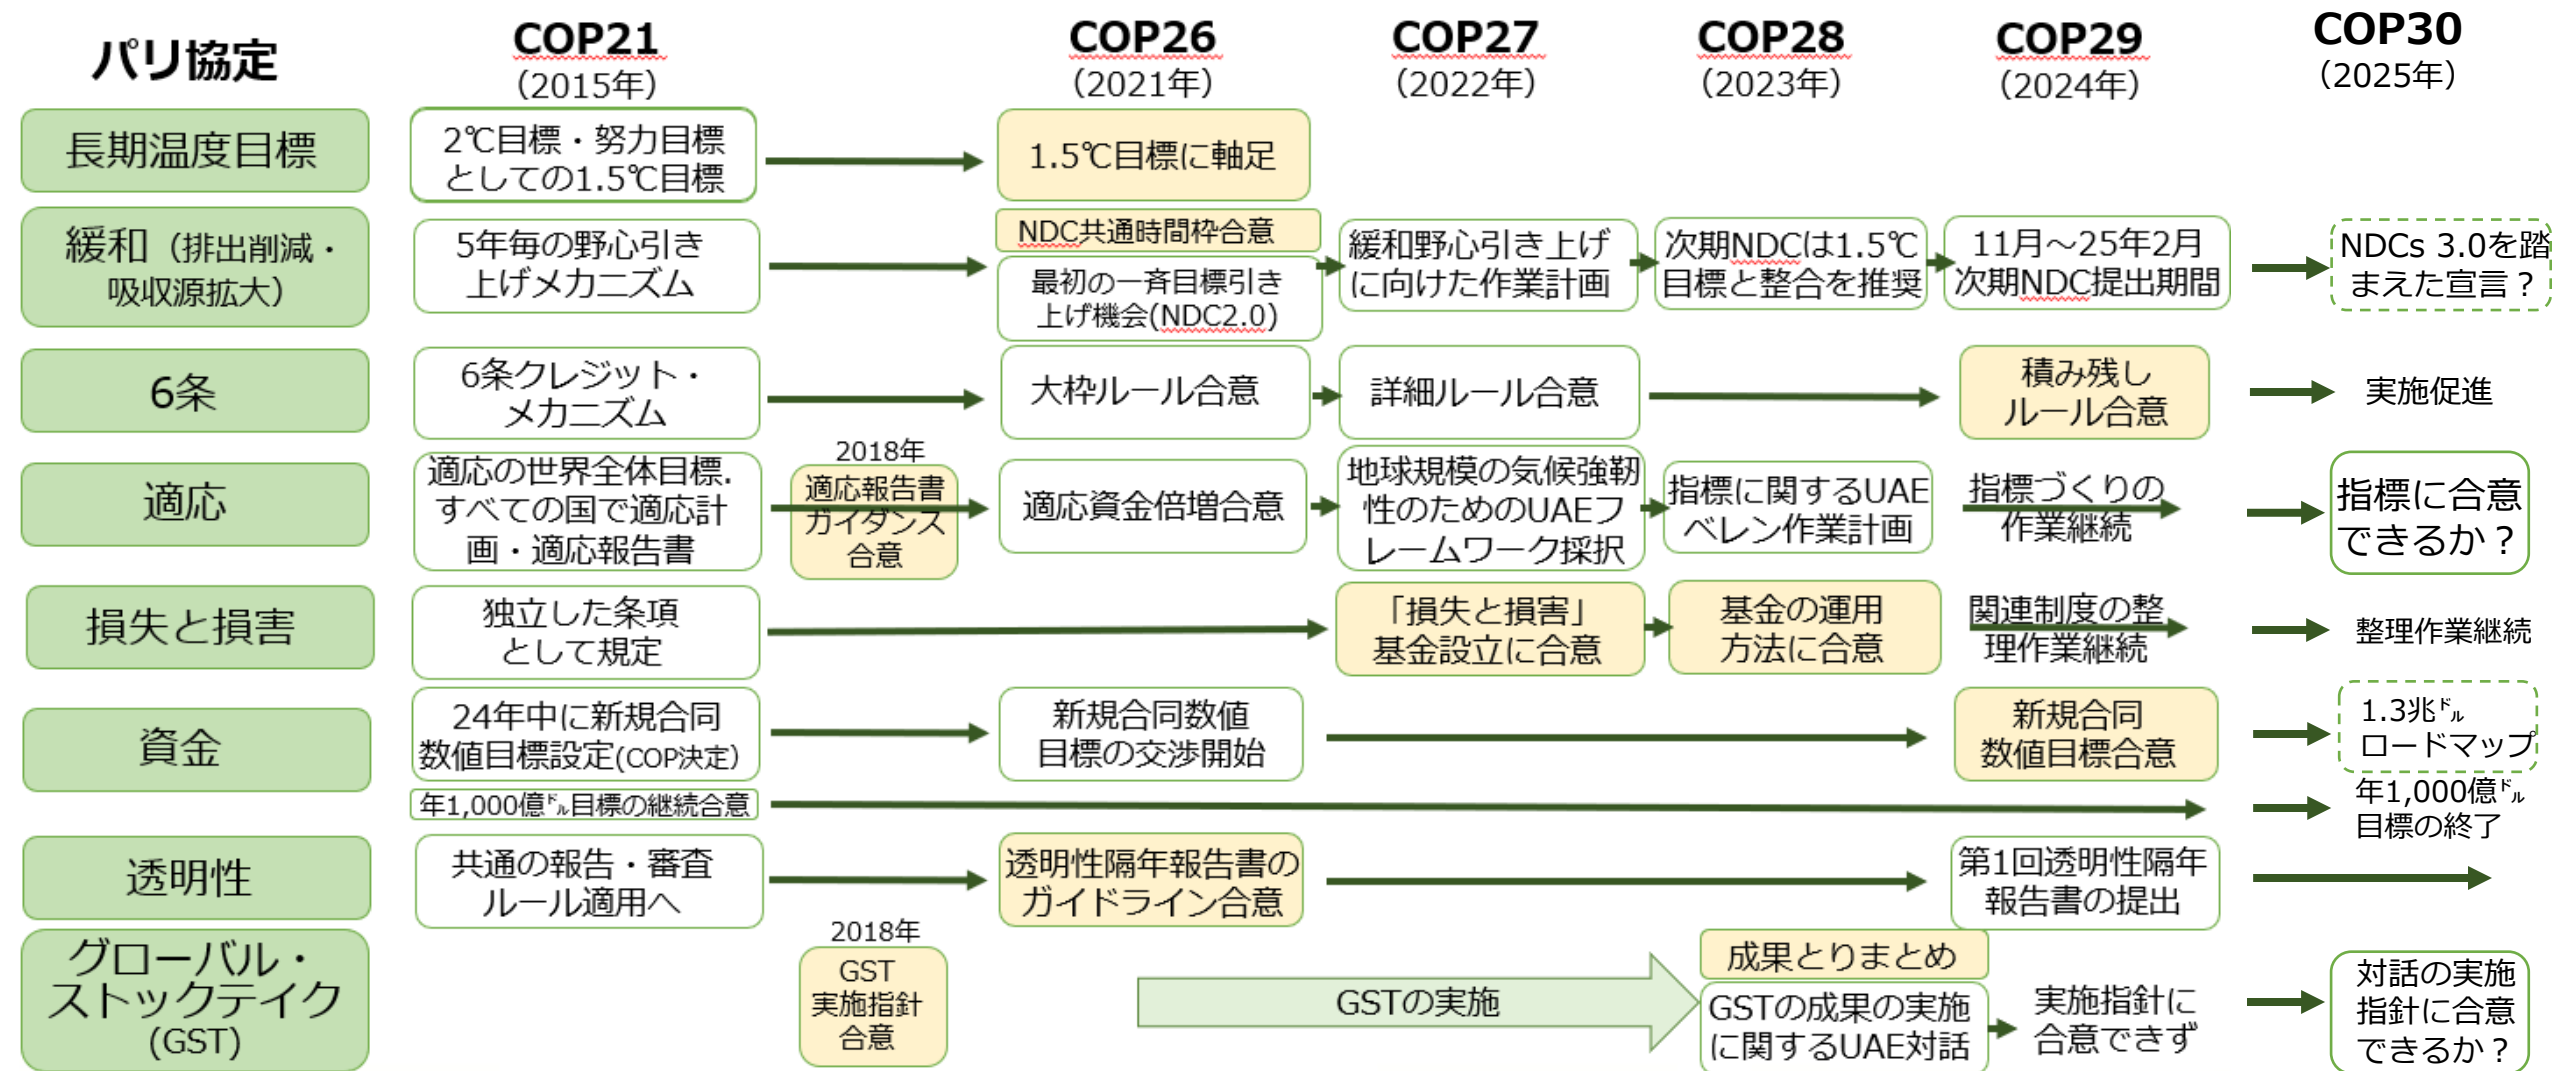 パリ協定
COP21
（2015年）
COP26
（2021年）
COP27
（2022年）
COP28
（2023年）
COP29
（2024年）
COP30
（2025年）
長期温度目標
2℃目標・努力目標
としての1.5℃目標
1.5℃目標に軸足
緩和（排出削減・
吸収源拡大）
5年毎の野心引き
上げメカニズム
NDC共通時間枠合意
最初の一斉目標引き
上げ機会(NDC2.0)
緩和野心引き上げ
に向けた作業計画
次期NDCは1.5℃
目標と整合を推奨
11月～25年2月
次期NDC提出期間
NDCs 3.0を踏
まえた宣言？
6条
6条クレジット・
メカニズム
大枠ルール合意
詳細ルール合意
積み残し
ルール合意
実施促進
適応
適応の世界全体目標.
すべての国で適応計
画・適応報告書
2018年
適応報告書
ガイダンス
合意
適応資金倍増合意
地球規模の気候強靭
性のためのUAEフ
レームワーク採択
指標に関するUAE
ベレン作業計画
指標づくりの
作業継続
指標に合意
できるか？
損失と損害
独立した条項
として規定
「損失と損害」
基金設立に合意
基金の運用
方法に合意
関連制度の整
理作業継続
整理作業継続
資金
24年中に新規合同
数値目標設定(COP決定）
新規合同数値
目標の交渉開始
新規合同
数値目標合意
1.3兆㌦
ロードマップ
年1,000億㌦目標の継続合意
年1,000億㌦
目標の終了
透明性
共通の報告・審査
ルール適用へ
透明性隔年報告書の
ガイドライン合意
第1回透明性隔年
報告書の提出
グローバル・
ストックテイク
(GST)
2018年
GST
実施指針
合意
GSTの実施
成果とりまとめ
GSTの成果の実施
に関するUAE対話
実施指針に
合意できず
対話の実施
指針に合意
できるか？